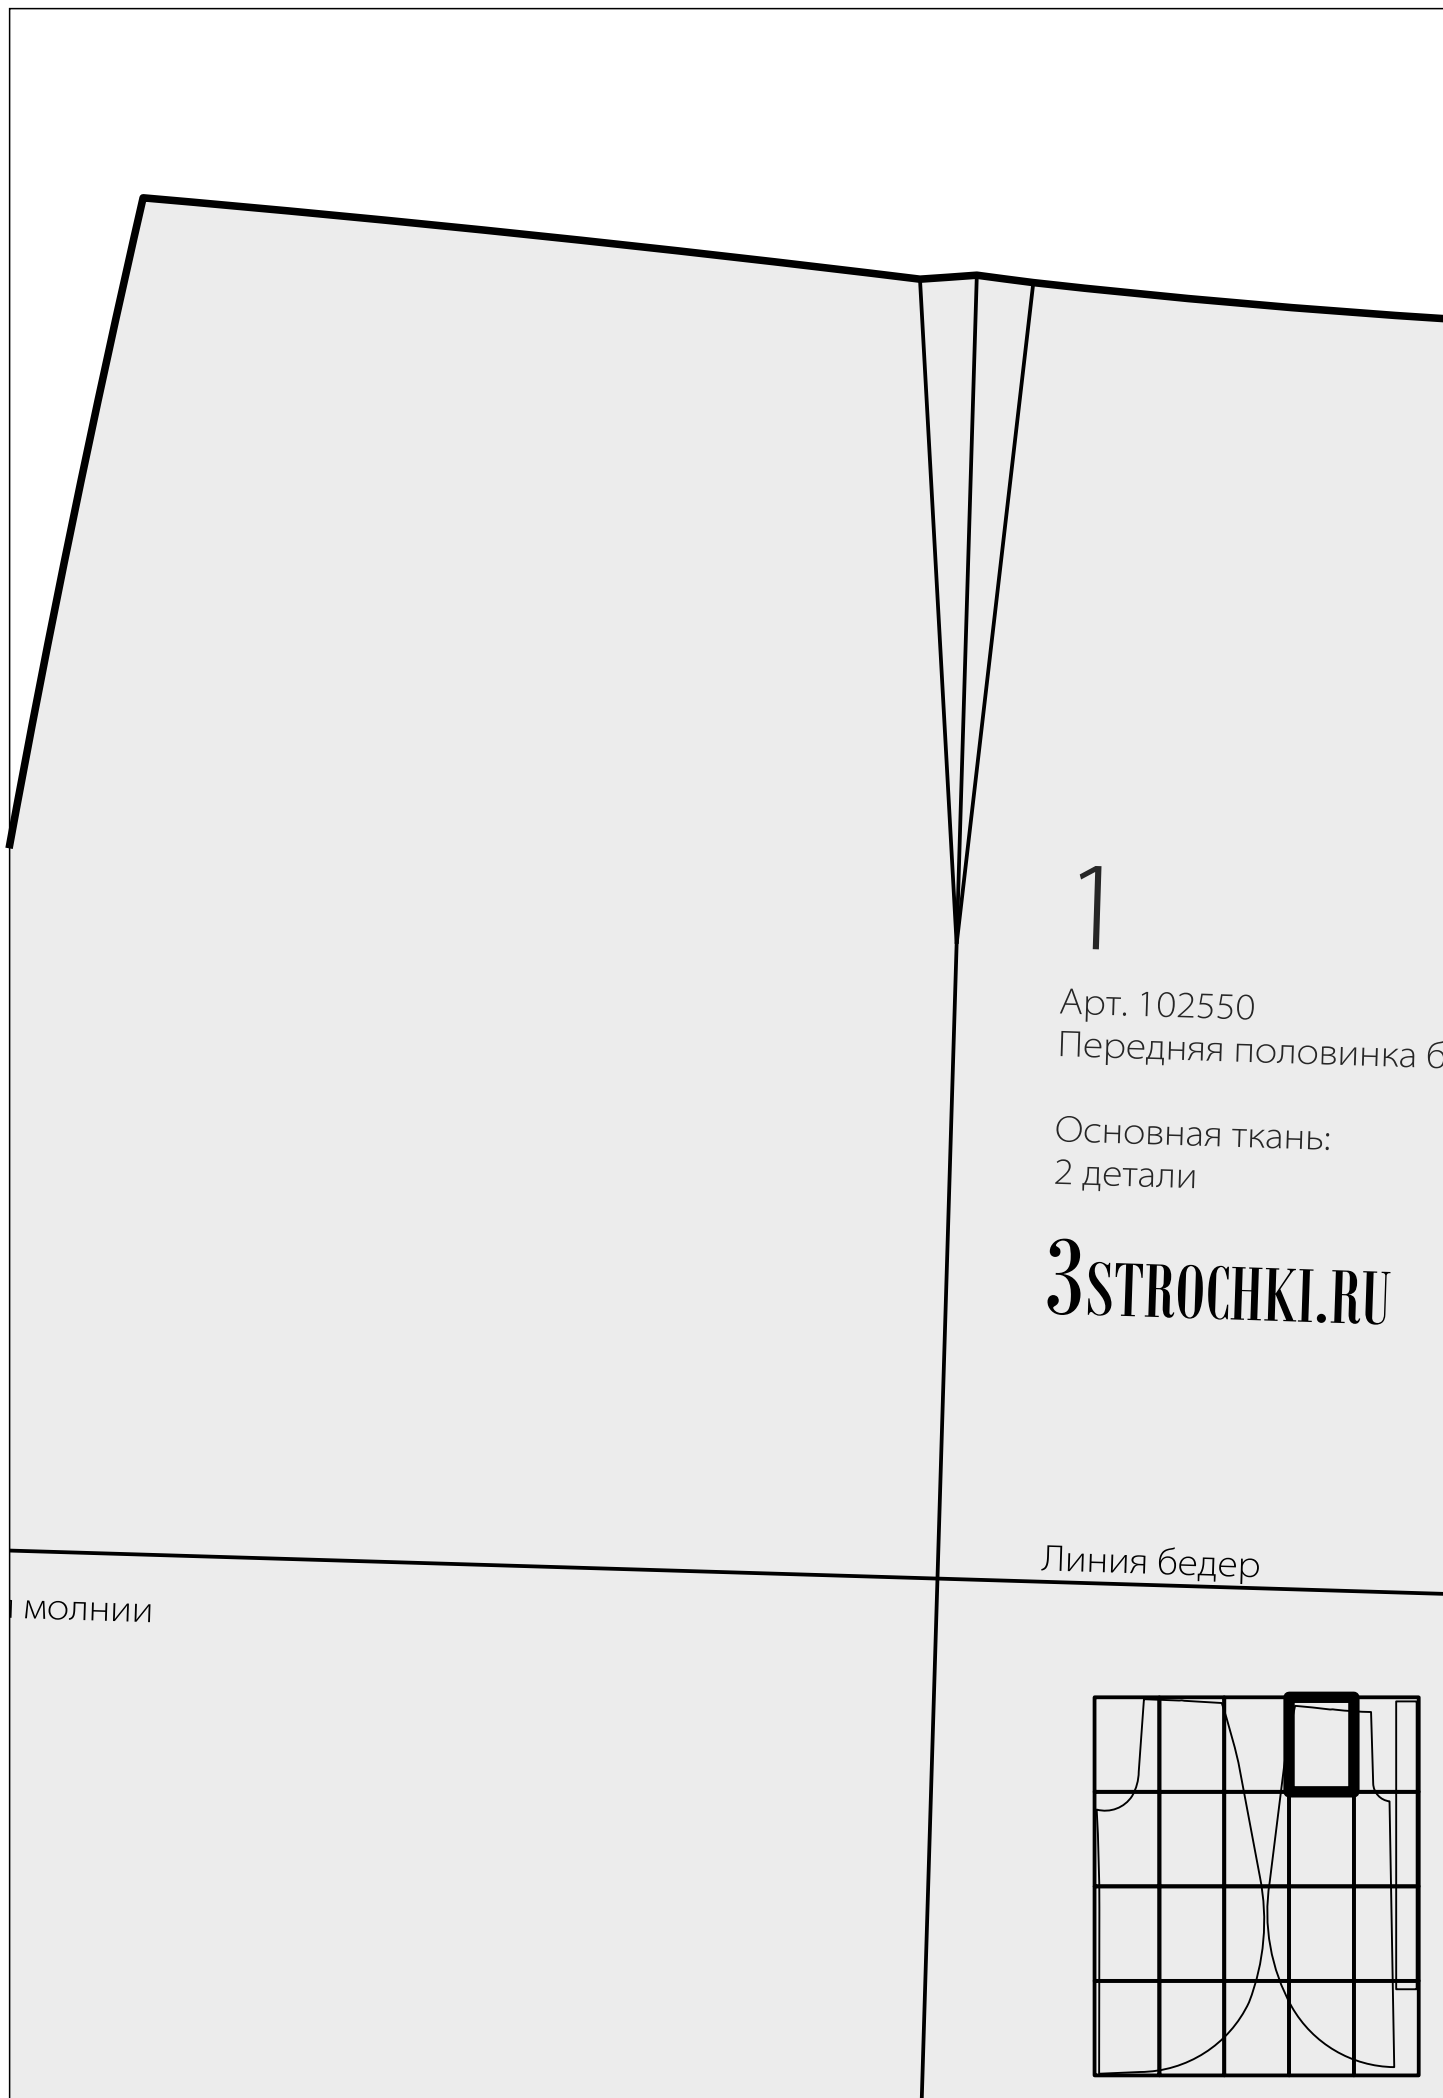 1
Арт. 102550
Передняя половинка б
Основная ткань:
2 детали
3STROCHKI.RU
Линия бедер
молнии